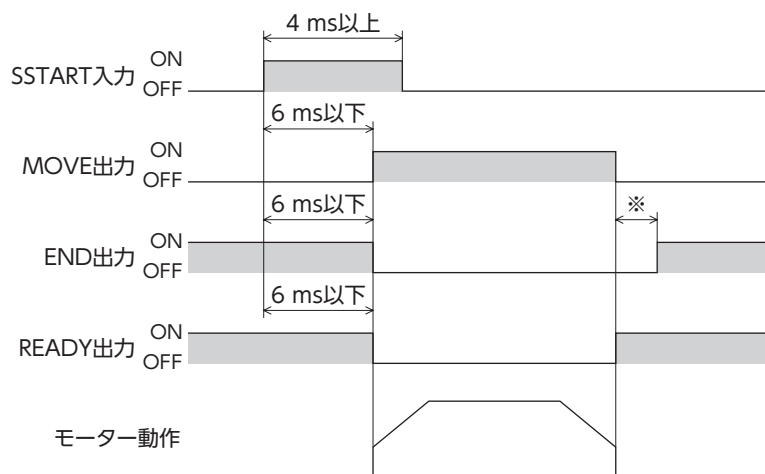 4 ms以上
SSTART入力 ON
OFF
6 ms以下
MOVE出力 ON
OFF
6 ms以下
※
END出力 ON
OFF
6 ms以下
READY出力 ON
OFF
モーター動作